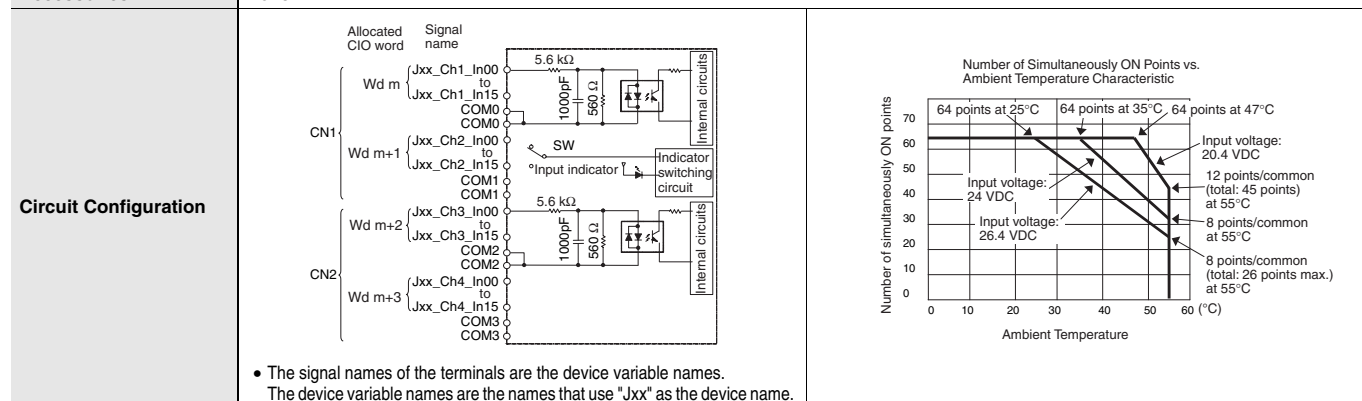 Circuit Configuration
Allocated
CIO word
Signal
name
CN1
Wd m
Jxx_Ch1_In00
to
Jxx_Ch1_In15
COM0
COM0
Wd m+1
Jxx_Ch2_In00
to
Jxx_Ch2_In15
COM1
COM1
CN2
Wd m+2
Jxx_Ch3_In00
to
Jxx_Ch3_In15
COM2
COM2
Wd m+3
Jxx_Ch4_In00
to
Jxx_Ch4_In15
COM3
COM3
5.6 kΩ
1000pF
560 Ω
Internal circuits
SW
Input indicator
Indicator
switching
circuit
5.6 kΩ
1000pF
560 Ω
Internal circuits
• The signal names of the terminals are the device variable names.
The device variable names are the names that use "Jxx" as the device name.
Number of Simultaneously ON Points vs.
Ambient Temperature Characteristic
Number of simultaneously ON points
70
60
50
40
30
20
10
0
64 points at 25°C
64 points at 35°C
64 points at 47°C
Input voltage:
20.4 VDC
Input voltage:
24 VDC
Input voltage:
26.4 VDC
12 points/common
(total: 45 points)
at 55°C
8 points/common
at 55°C
8 points/common
(total: 26 points max.)
at 55°C
0 10 20 30 40 50 60 (°C)
Ambient Temperature